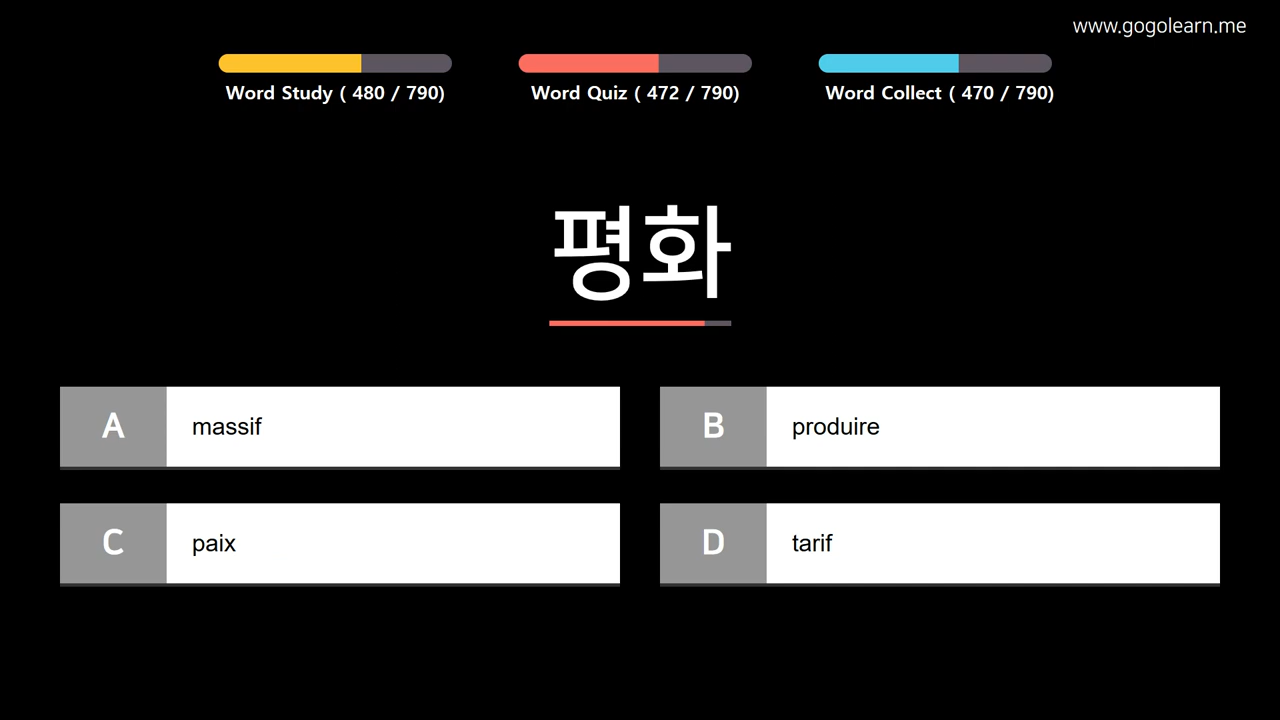 www.gogolearn.me
Word Study ( 480 / 790)
Word Quiz ( 472 / 790)
Word Collect ( 470 / 790)
평화
A
massif
B
produire
C
paix
D
tarif